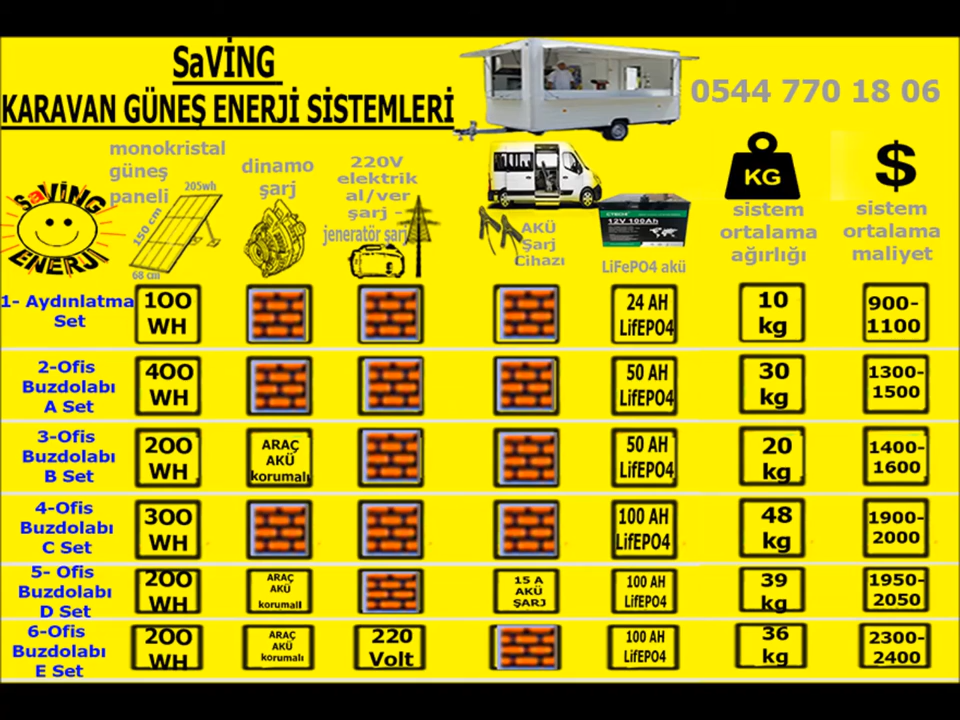 SaVİNG
KARAVAN GÜNEŞ ENERJİ SİSTEMLERİ
0544 770 18 06
SaVİNG
ENERJİ
monokristal
güneş
paneli
205wh
150 cm
68 cm
dinamo
şarj
220V
elektrik
al/ver
şarj -
jeneratör şarj
AKÜ
Şarj
Cihazı
12V 100Ah
LiFePO4 akü
KG
sistem
ortalama
ağırlığı
$
sistem
ortalama
maliyet
1- Aydınlatma
Set
100
WH
24 AH
LifEPO4
10
kg
900-
1100
2-Ofis
Buzdolabı
A Set
400
WH
50 AH
LifEPO4
30
kg
1300-
1500
3-Ofis
Buzdolabı
B Set
200
WH
ARAÇ
AKÜ
korumalı
50 AH
LifEPO4
20
kg
1400-
1600
4-Ofis
Buzdolabı
C Set
300
WH
100 AH
LifEPO4
48
kg
1900-
2000
5- Ofis
Buzdolabı
D Set
200
WH
ARAÇ
AKÜ
korumalı
15 A
AKÜ
ŞARJ
100 AH
LifEPO4
39
kg
1950-
2050
6-Ofis
Buzdolabı
E Set
200
WH
ARAÇ
AKÜ
korumalı
220
Volt
100 AH
LifEPO4
36
kg
2300-
2400